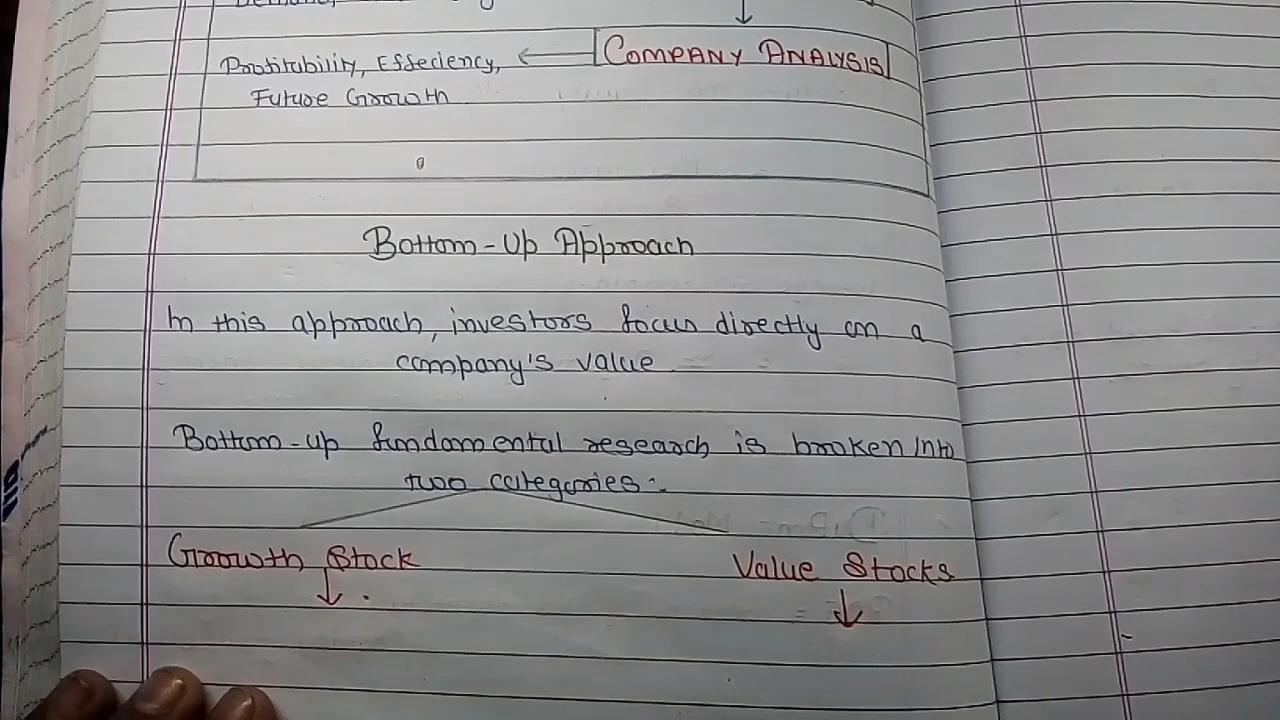 COMPANY ANALYSIS
Profitability, Effeciency,
Future Growth
Bottom-Up Approach
In this approach, investors focus directly on a
company's value
Bottom-up fundamental research is broken into
two categories:-
Growth Stock
Value Stocks